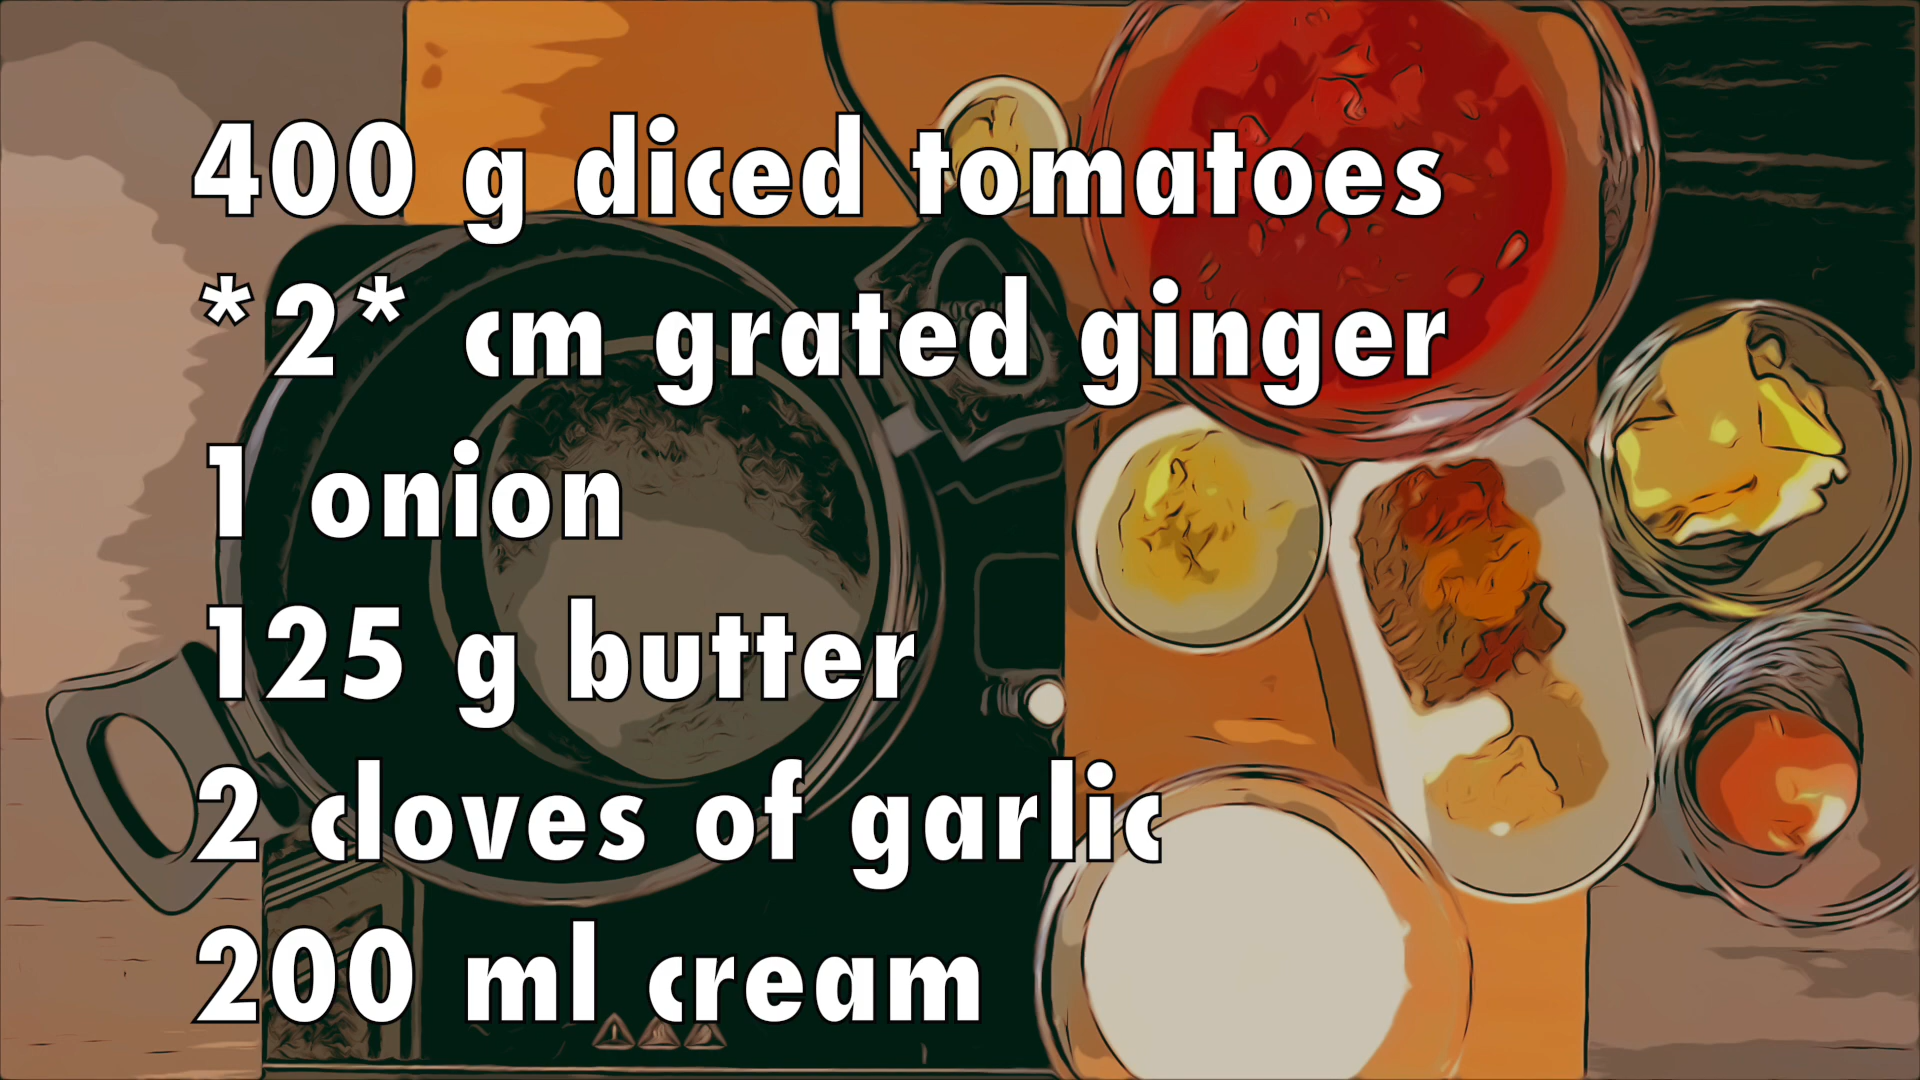 400 g diced tomatoes
*2* cm grated ginger
1 onion
125 g butter
2 cloves of garlic
200 ml cream